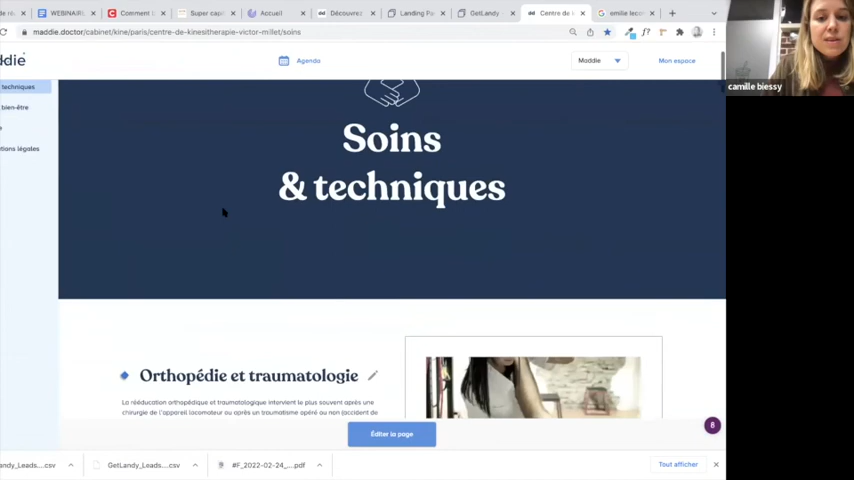 WEBINAIR
Comment l
Super capi
Accueil
Découvrez
Landing Pa
GetLandy
Centre de
emilie lecon
maddie.doctor/cabinet/kine/paris/centre-de-kinesitherapie-victor-millet/soins
ddie
Agenda
Maddie
Mon espace
camille biessy
techniques
bien-être
tions légales
Soins
& techniques
Orthopédie et traumatologie
La rééducation orthopédique et traumatologique intervient le plus souvent après une
chirurgie de l'appareil locomoteur ou après un traumatisme opéré ou non (accident de
Éditer la page
8
andy_Leads....csv
GetLandy_Leads....csv
#F_2022-02-24_....pdf
Tout afficher